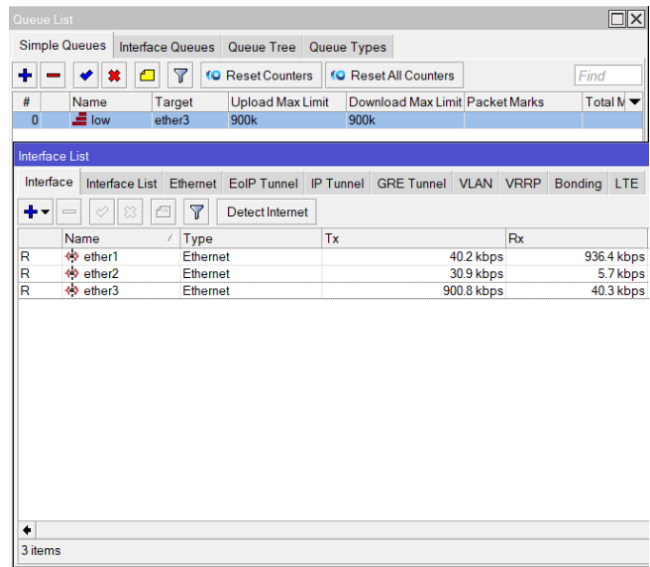 Queue List
Simple Queues Interface Queues Queue Tree Queue Types
Reset Counters Reset All Counters Find
# Name Target Upload Max Limit Download Max Limit Packet Marks Total M
0 low ether3 900k 900k
Interface List
Interface Interface List Ethernet EoIP Tunnel IP Tunnel GRE Tunnel VLAN VRRP Bonding LTE
Detect Internet
Name / Type Tx Rx
R ether1 Ethernet 40.2 kbps 936.4 kbps
R ether2 Ethernet 30.9 kbps 5.7 kbps
R ether3 Ethernet 900.8 kbps 40.3 kbps
3 items